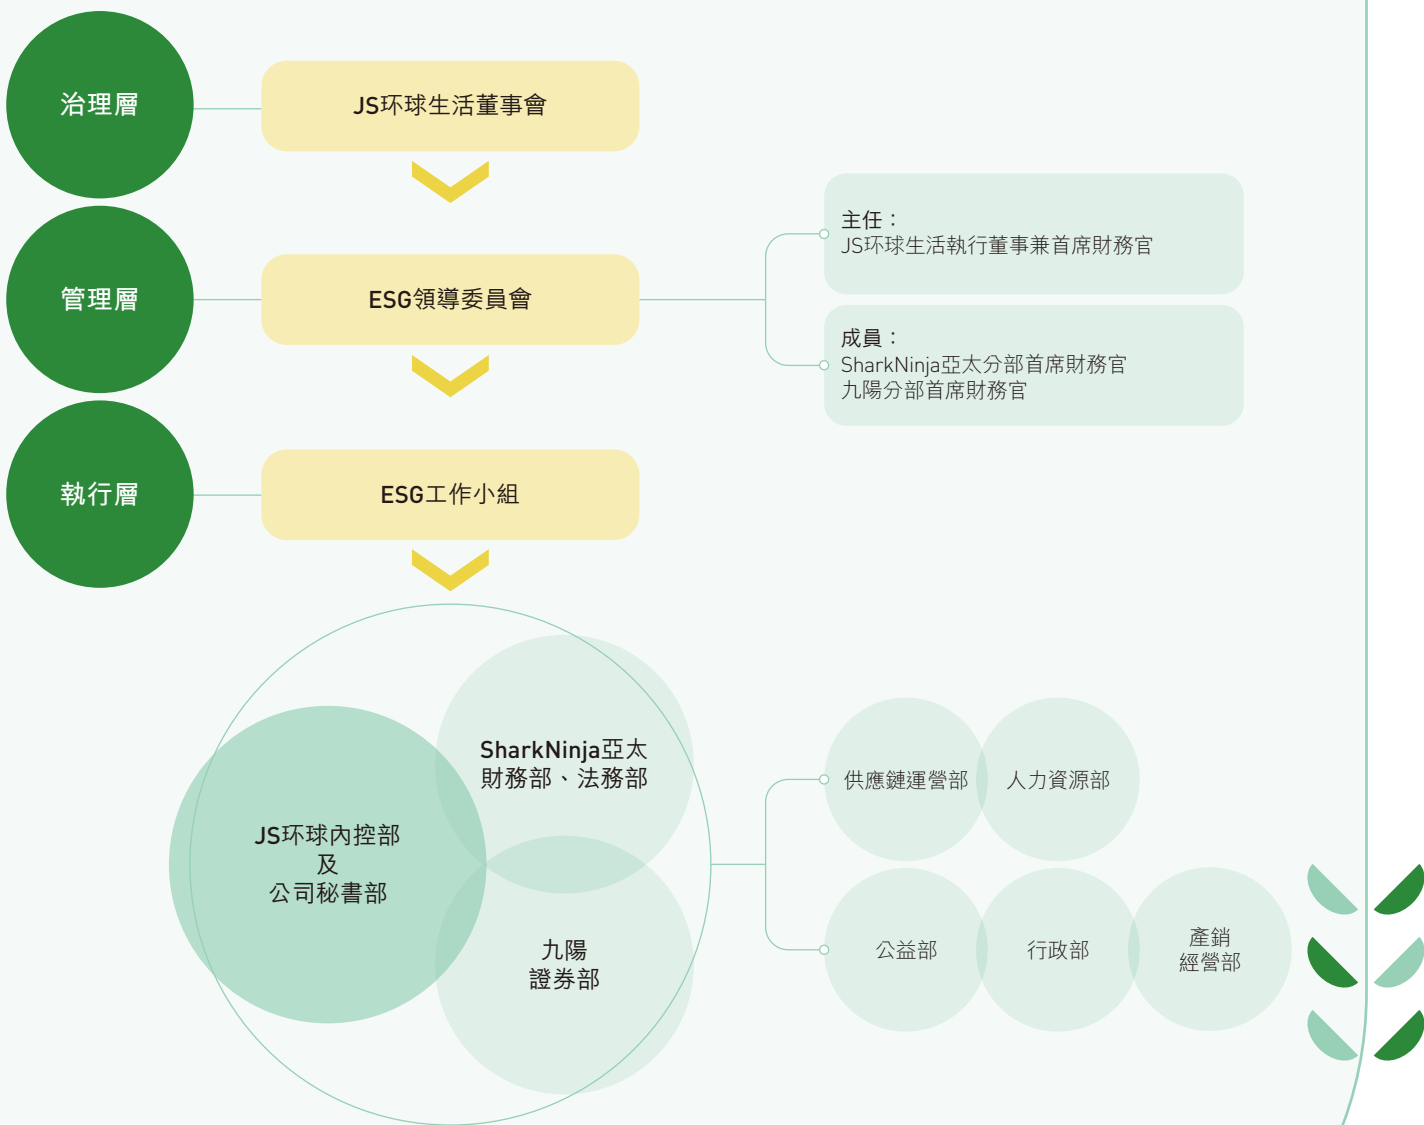 治理層
JS环球生活董事會
管理層
ESG領導委員會
主任：
JS环球生活執行董事兼首席財務官
成員：
SharkNinja亞太分部首席財務官
九陽分部首席財務官
執行層
ESG工作小組
JS环球內控部
及
公司秘書部
SharkNinja亞太
財務部、法務部
九陽
證券部
供應鏈運營部
人力資源部
公益部
行政部
產銷
經營部